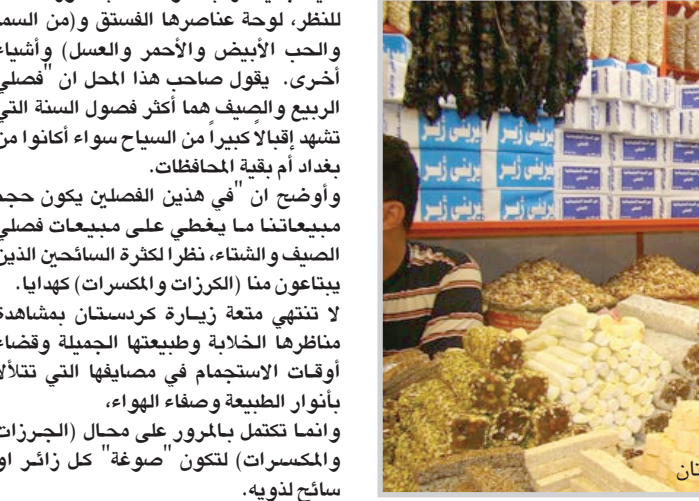 للنظر، لوحة عناصرها الفستق و(من السما
والحب الأبيض والأحمر والعسل) وأشياء
أخرى. يقول صاحب هذا المحل ان "فصلي
الربيع والصيف هما أكثر فصول السنة التي
تشهد إقبالاً كبيراً من السياح سواء أكانوا من
بغداد أم بقية المحافظات.
وأوضح ان "في هذين الفصلين يكون حجم
مبيعاتنا ما يغطي على مبيعات فصلي
الصيف والشتاء، نظرا لكثرة السائحين الذين
يبتاعون منا (الكرزات والمكسرات) كهدايا.
لا تنتهي متعة زيارة كردستان بمشاهدة
مناظرها الخلابة وطبيعتها الجميلة وقضاء
أوقات الاستجمام في مصايفها التي تتلألأ
بأنوار الطبيعة وصفاء الهواء،
وانما تكتمل بالمرور على محال (الجرزات
والمكسرات) لتكون "صوغة" كل زائر او
سائح لذويه.